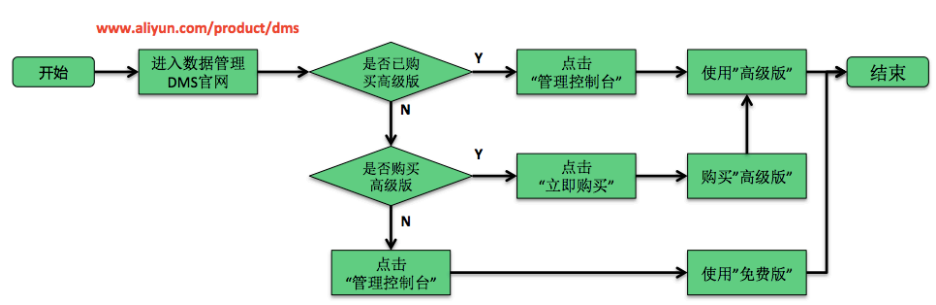 www.aliyun.com/product/dms
开始
进入数据管理
DMS官网
是否已购
买高级版
Y
点击
“管理控制台”
使用”高级版”
结束
N
是否购买
高级版
Y
点击
“立即购买”
购买”高级版”
N
点击
“管理控制台”
使用”免费版”